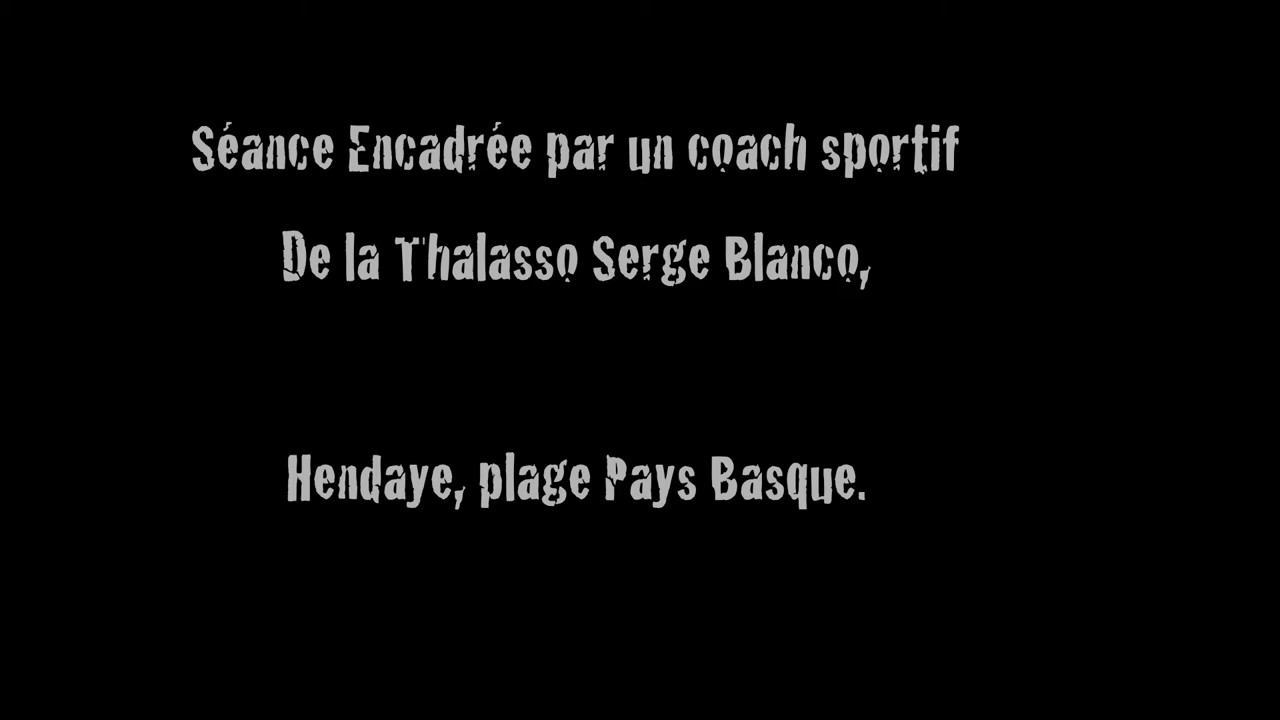 Séance Encadrée par un coach sportif
De la Thalasso Serge Blanco,
Hendaye, plage Pays Basque.